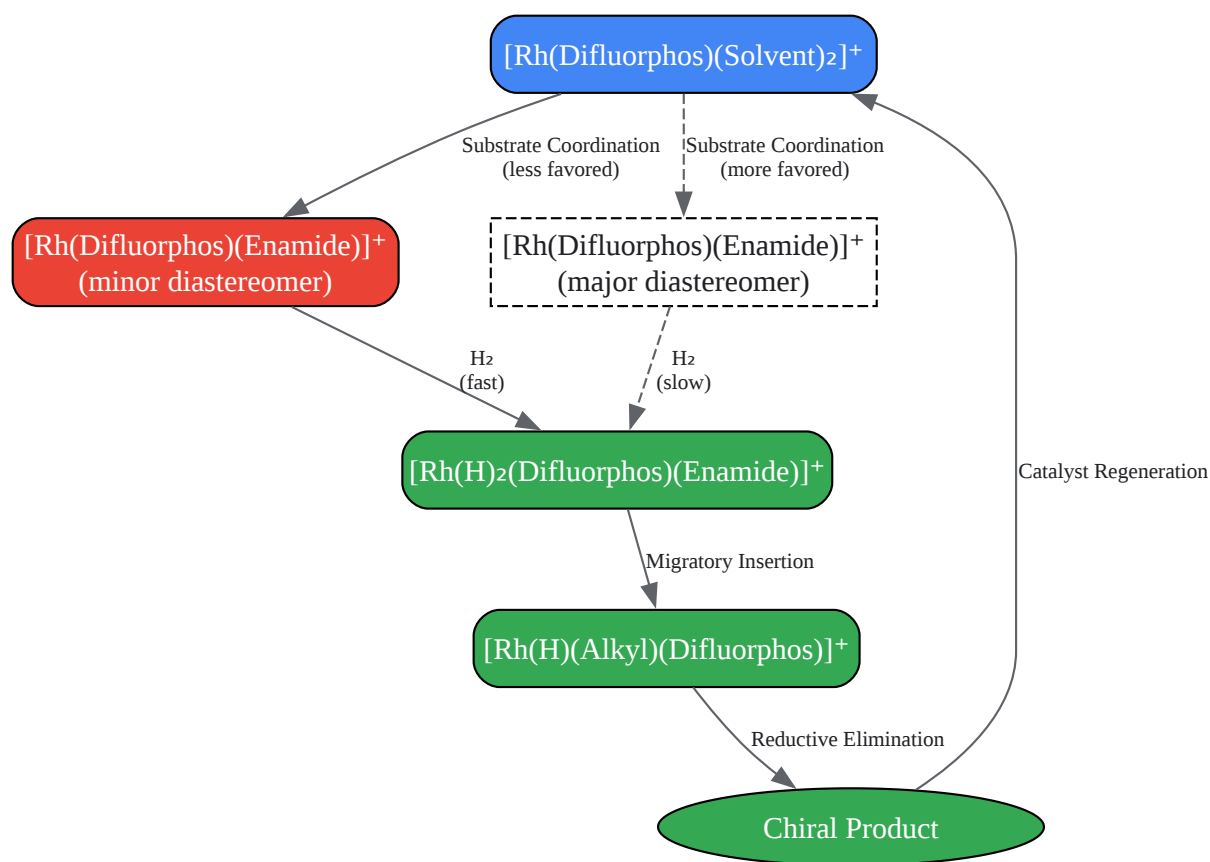 [Rh(Difluorphos)(Solvent)₂]⁺
Substrate Coordination
(less favored)
Substrate Coordination
(more favored)
[Rh(Difluorphos)(Enamide)]⁺
(minor diastereomer)
[Rh(Difluorphos)(Enamide)]⁺
(major diastereomer)
H₂
(fast)
H₂
(slow)
[Rh(H)₂(Difluorphos)(Enamide)]⁺
Catalyst Regeneration
Migratory Insertion
[Rh(H)(Alkyl)(Difluorphos)]⁺
Reductive Elimination
Chiral Product